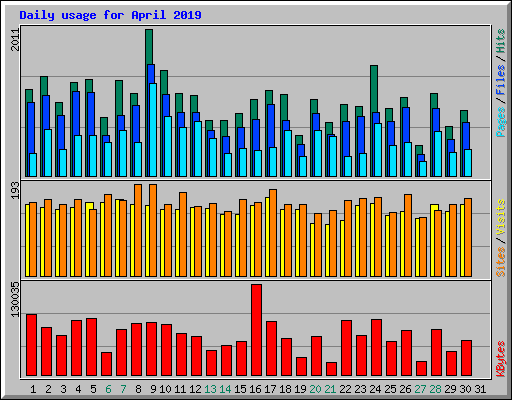 Daily usage for April 2019
2011
Pages / Files / Hits
193
Sites / Visits
130035
KBytes
1 2 3 4 5 6 7 8 9 10 11 12 13 14 15 16 17 18 19 20 21 22 23 24 25 26 27 28 29 30 31